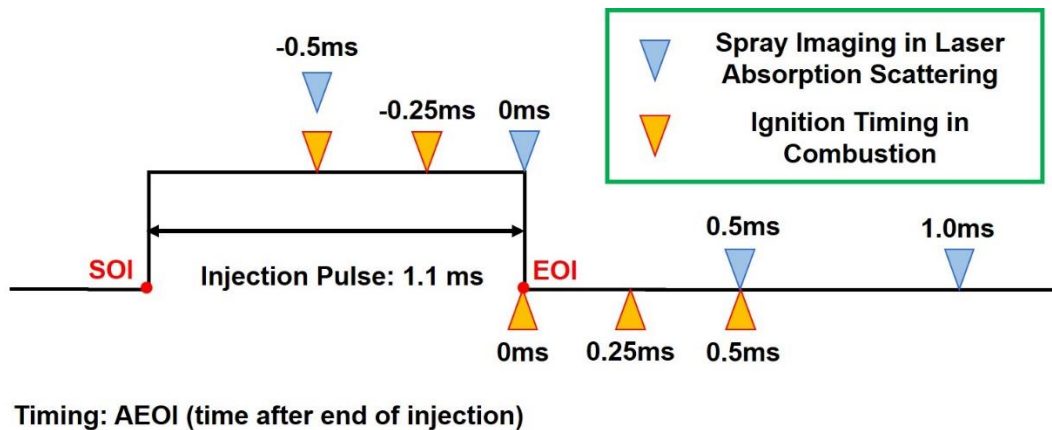 -0.5ms
-0.25ms
0ms
Spray Imaging in Laser
Absorption Scattering
Ignition Timing in
Combustion
0.5ms
1.0ms
SOI
Injection Pulse: 1.1 ms
EOI
0ms
0.25ms
0.5ms
Timing: AEOI (time after end of injection)